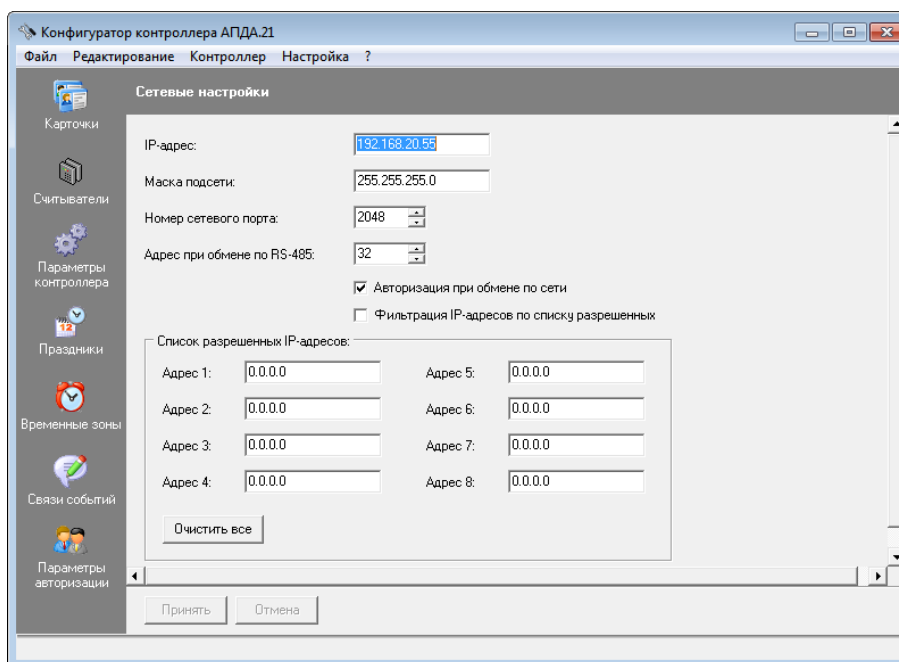 Конфигуратор контроллера АПДА.21
Файл Редактирование Контроллер Настройка ?
Карточки
Считыватели
Параметры
контроллера
12
Праздники
Временные зоны
Связи событий
Параметры
авторизации
Сетевые настройки
IP-адрес: 192.168.20.55
Маска подсети: 255.255.255.0
Номер сетевого порта: 2048
Адрес при обмене по RS-485: 32
Авторизация при обмене по сети
Фильтрация IP-адресов по списку разрешенных
Список разрешенных IP-адресов:
Адрес 1: 0.0.0.0 Адрес 5: 0.0.0.0
Адрес 2: 0.0.0.0 Адрес 6: 0.0.0.0
Адрес 3: 0.0.0.0 Адрес 7: 0.0.0.0
Адрес 4: 0.0.0.0 Адрес 8: 0.0.0.0
Очистить все
Принять Отмена